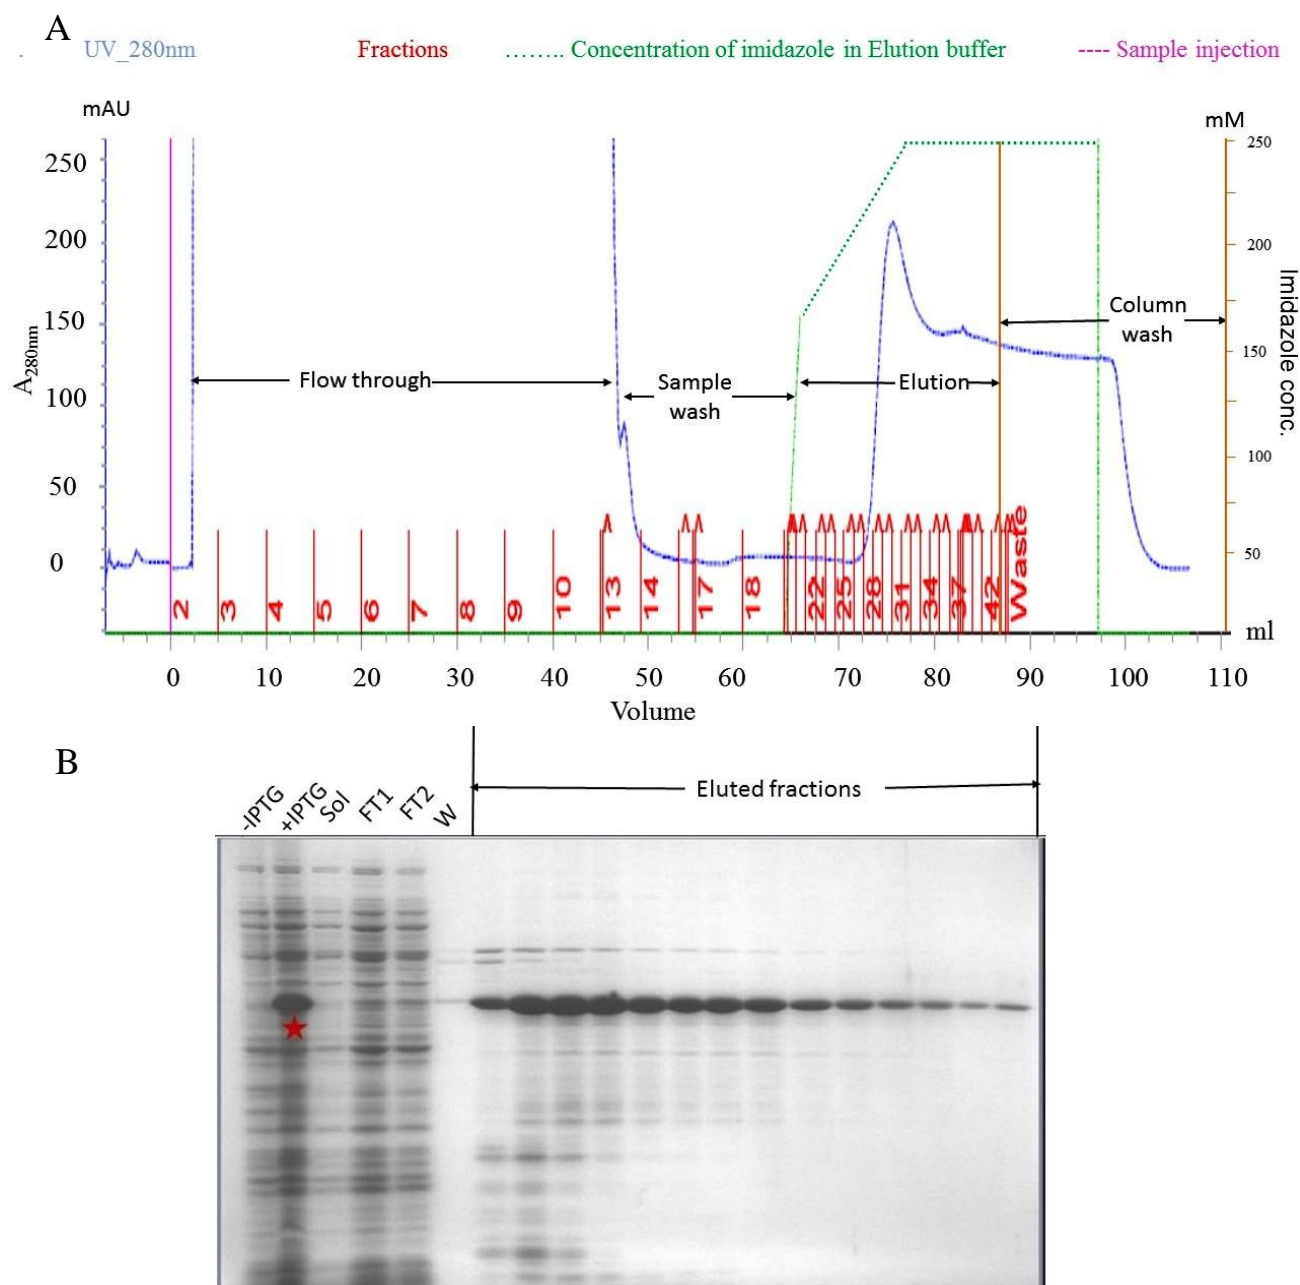 A
. UV_280nm Fractions ........ Concentration of imidazole in Elution buffer ---- Sample injection
mAU
mM
250
200
150
100
50
0
A280nm
250
200
150
100
50
Imidazole conc.
Flow through
Sample wash
Elution
Column wash
2 3 4 5 6 7 8 9 10 13 14 17 18 22 25 28 31 34 37 42 Waste
ml
0 10 20 30 40 50 60 70 80 90 100 110
Volume
B
-IPTG +IPTG Sol FT1 FT2 W
Eluted fractions